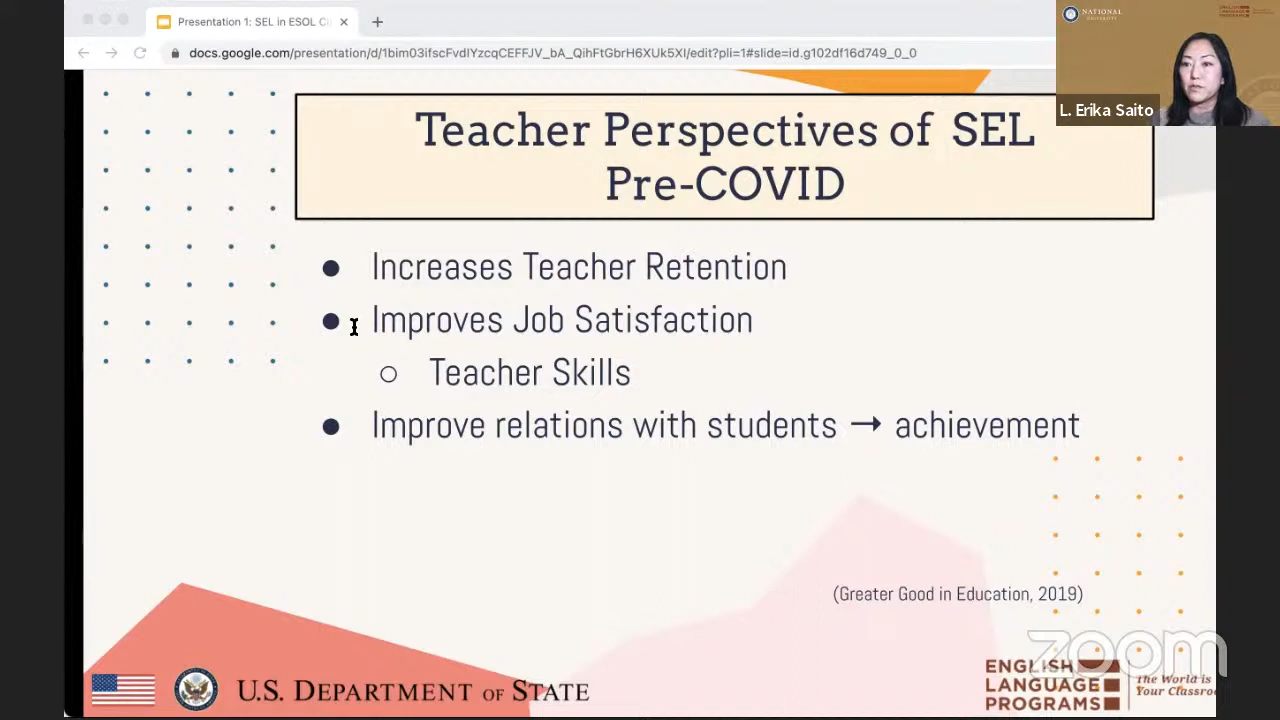 Presentation 1: SEL in ESOL Cl
docs.google.com/presentation/d/1bim03ifscFvdIYzcqCEFFJV_bA_QihFtGbrH6XUk5XI/edit?pli=1#slide=id.g102df16d749_0_0
NATIONAL
UNIVERSITY
L. Erika Saito
Teacher Perspectives of SEL
Pre-COVID
● Increases Teacher Retention
● Improves Job Satisfaction
○ Teacher Skills
● Improve relations with students → achievement
(Greater Good in Education, 2019)
zoom
U.S. DEPARTMENT OF STATE
ENGLISH
LANGUAGE
PROGRAMS
The World is
Your Classro